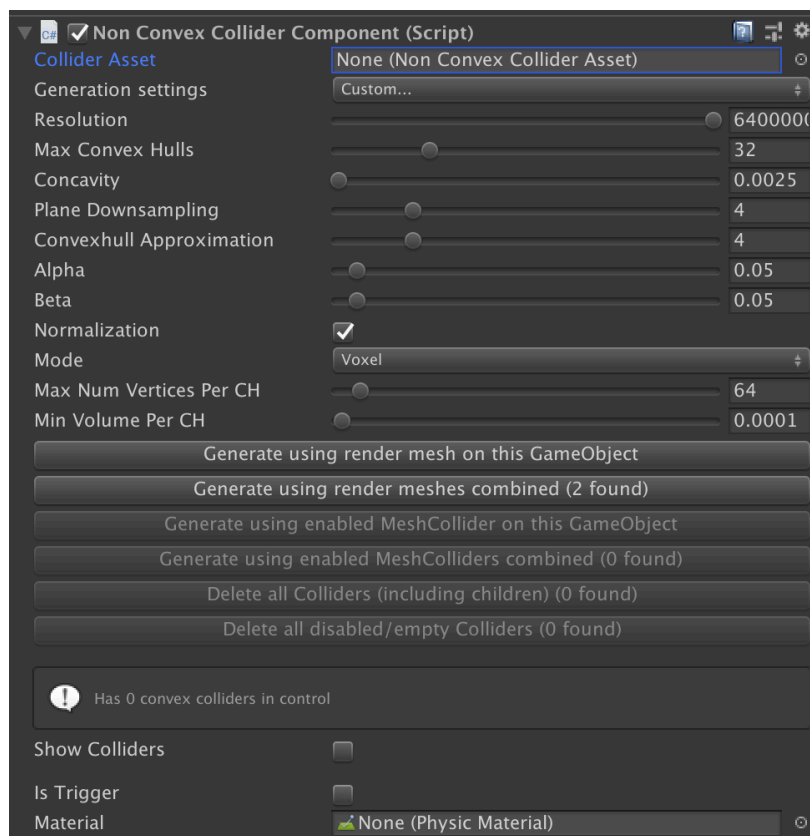 C# Non Convex Collider Component (Script)
Collider Asset None (Non Convex Collider Asset)
Generation settings Custom...
Resolution 6400000
Max Convex Hulls 32
Concavity 0.0025
Plane Downsampling 4
Convexhull Approximation 4
Alpha 0.05
Beta 0.05
Normalization
Mode Voxel
Max Num Vertices Per CH 64
Min Volume Per CH 0.0001
Generate using render mesh on this GameObject
Generate using render meshes combined (2 found)
Generate using enabled MeshCollider on this GameObject
Generate using enabled MeshColliders combined (0 found)
Delete all Colliders (including children) (0 found)
Delete all disabled/empty Colliders (0 found)
Has 0 convex colliders in control
Show Colliders
Is Trigger
Material None (Physic Material)